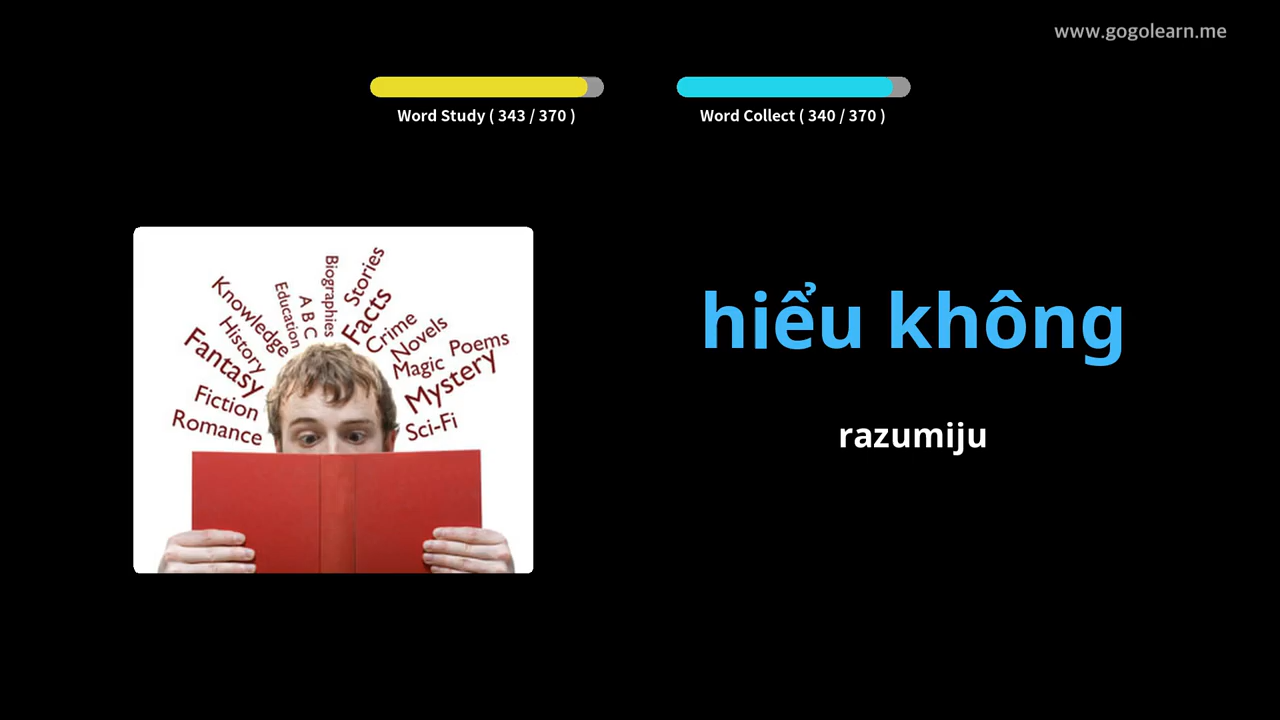 www.gogolearn.me
Word Study ( 343 / 370 )
Word Collect ( 340 / 370 )
Biographies
Stories
Education
A B C
Facts
Knowledge
History
Crime
Novels
Poems
Fantasy
Magic
Mystery
Fiction
Romance
Sci-Fi
hiểu không
razumiju